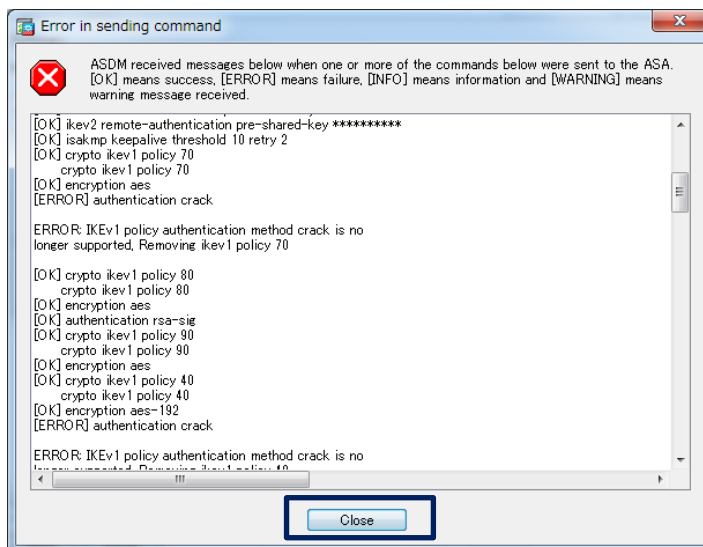 Error in sending command
ASDM received messages below when one or more of the commands below were sent to the ASA.
[OK] means success, [ERROR] means failure, [INFO] means information and [WARNING] means
warning message received.
[OK] ikev2 remote-authentication pre-shared-key **********
[OK] isakmp keepalive threshold 10 retry 2
[OK] crypto ikev1 policy 70
crypto ikev1 policy 70
[OK] encryption aes
[ERROR] authentication crack
ERROR: IKEv1 policy authentication method crack is no
longer supported, Removing ikev1 policy 70
[OK] crypto ikev1 policy 80
crypto ikev1 policy 80
[OK] encryption aes
[OK] authentication rsa-sig
[OK] crypto ikev1 policy 90
crypto ikev1 policy 90
[OK] encryption aes
[OK] crypto ikev1 policy 40
crypto ikev1 policy 40
[OK] encryption aes-192
[ERROR] authentication crack
ERROR: IKEv1 policy authentication method crack is no
longer supported, Removing ikev1 policy 40
Close